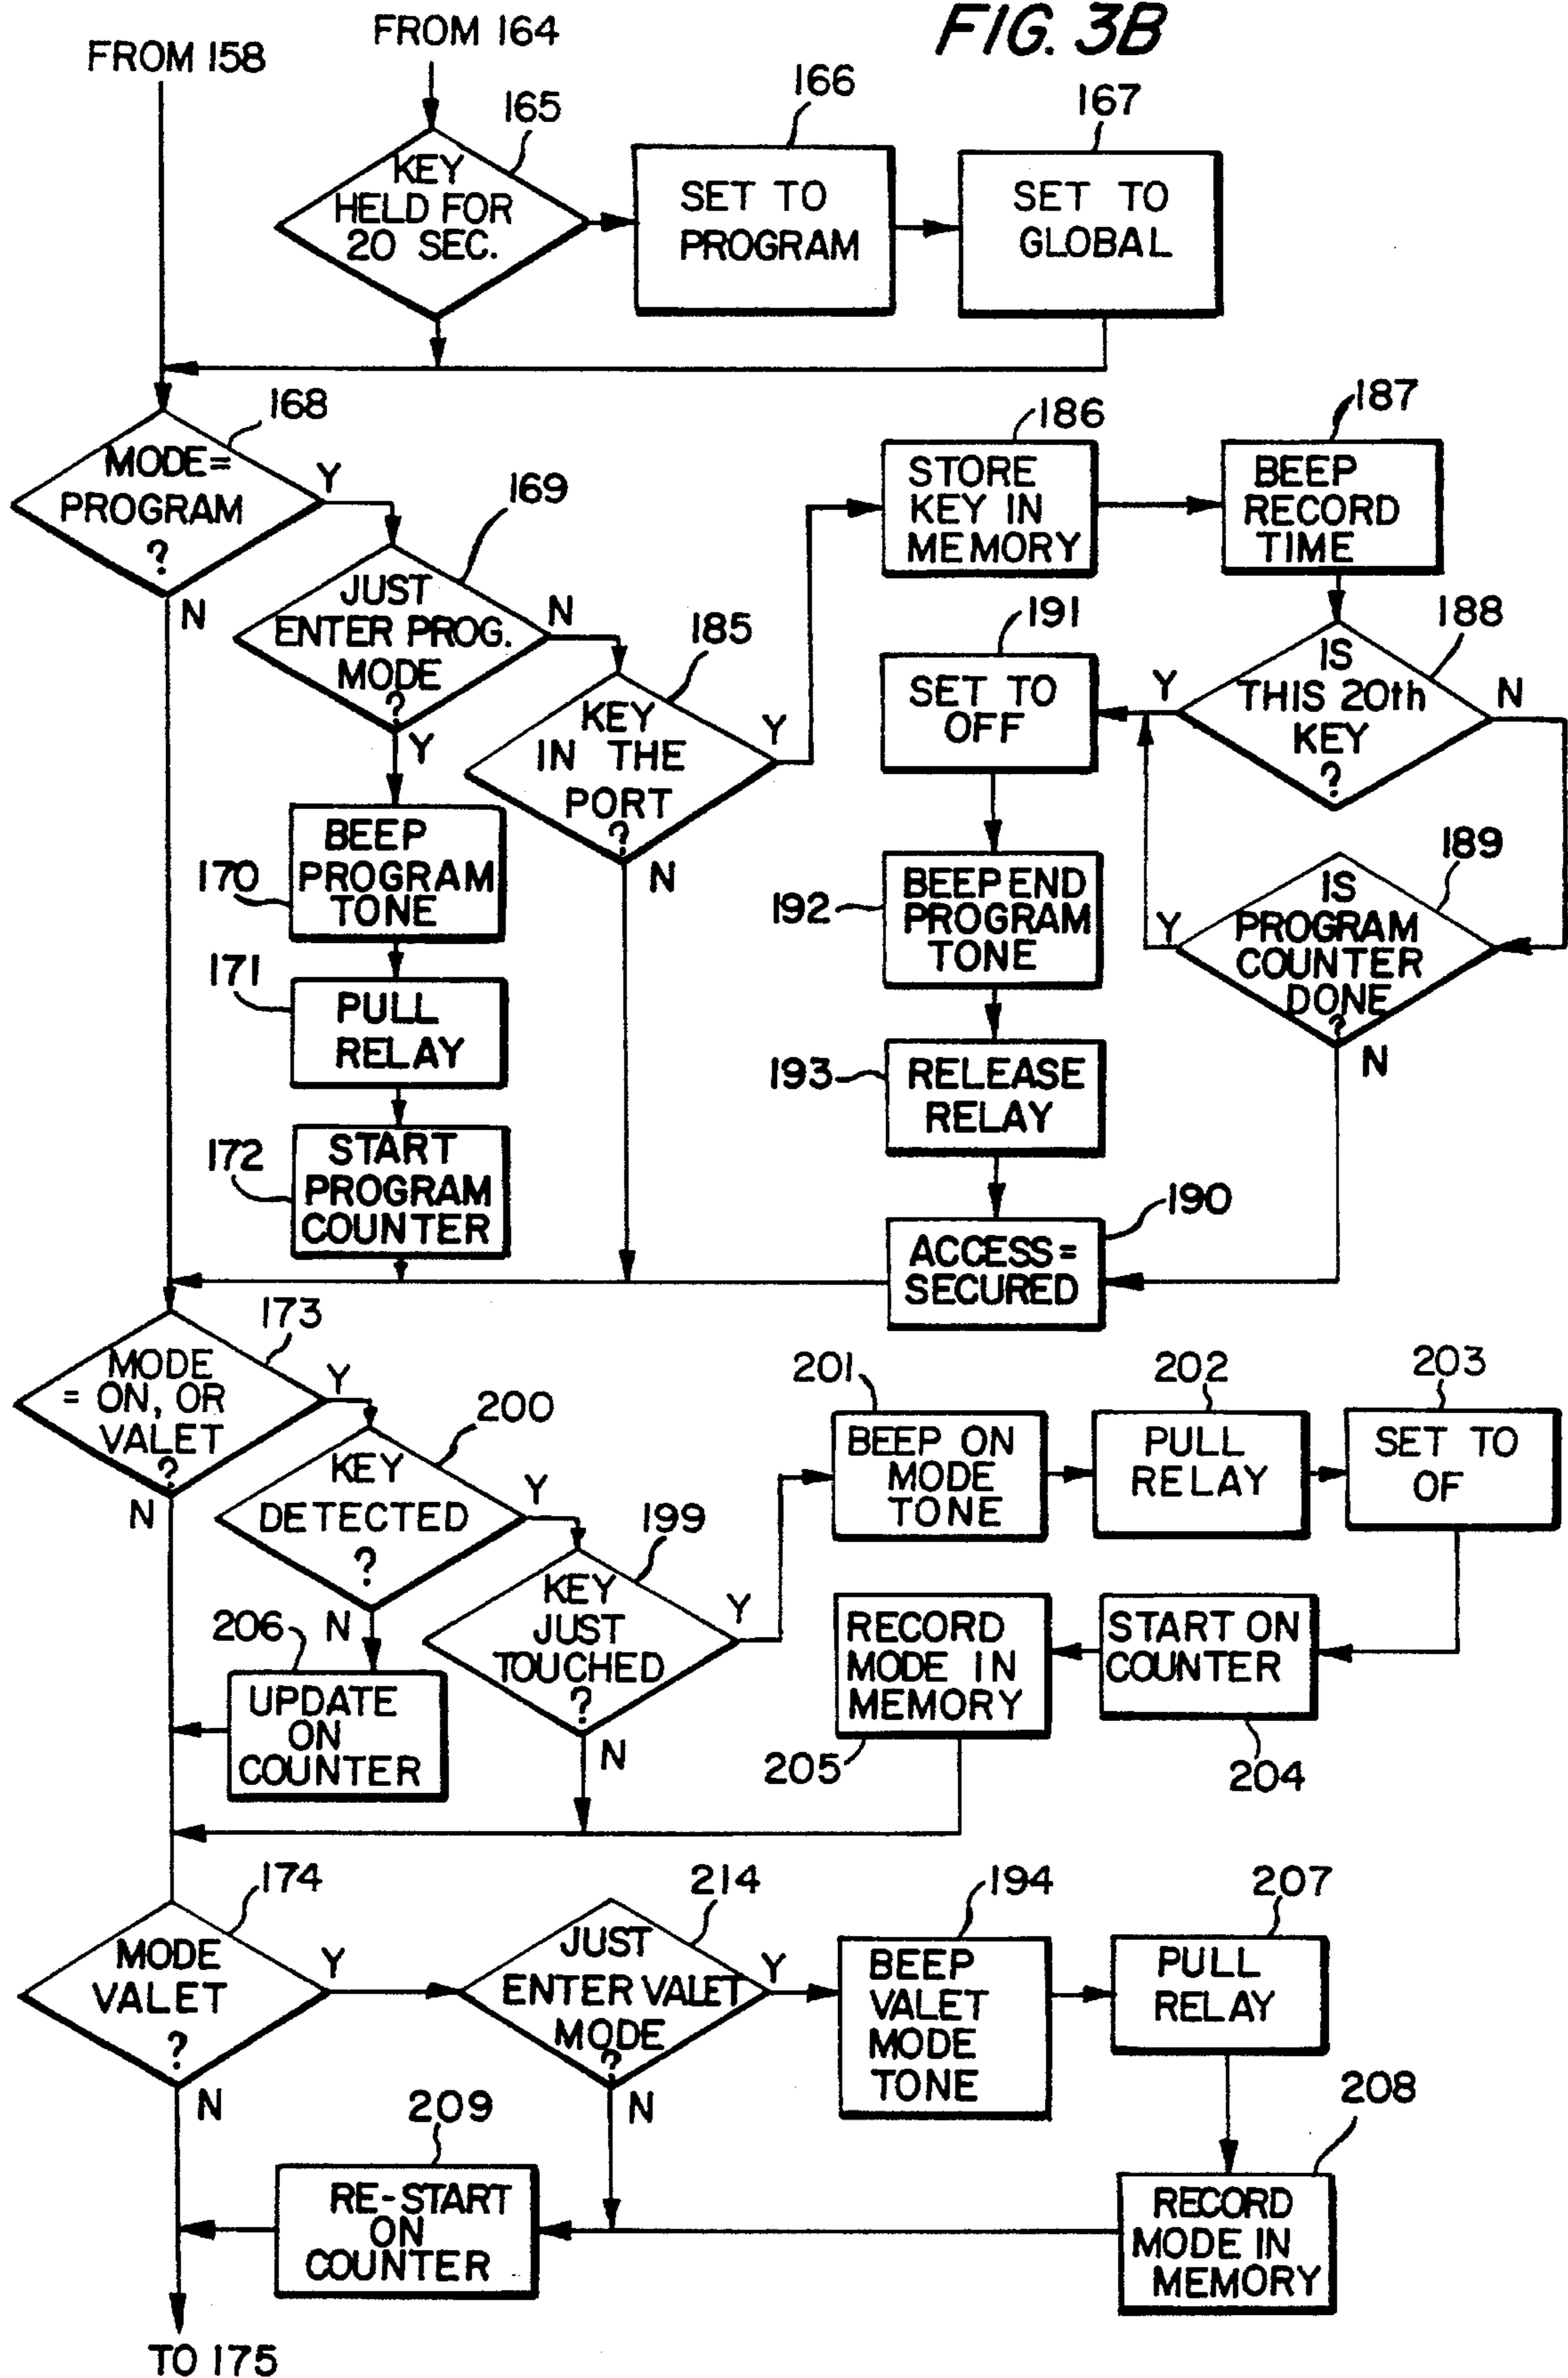 FIG. 3B
FROM 158
FROM 164
165
KEY
HELD FOR
20 SEC.
166
SET TO
PROGRAM
167
SET TO
GLOBAL
168
MODE=
PROGRAM
?
Y
N
169
JUST
ENTER PROG.
MODE
?
N
Y
185
KEY
IN THE
PORT
?
Y
N
186
STORE
KEY IN
MEMORY
187
BEEP
RECORD
TIME
188
IS
THIS 20th
KEY
?
Y
N
191
SET TO
OFF
189
IS
PROGRAM
COUNTER
DONE
?
Y
N
170
BEEP
PROGRAM
TONE
192
BEEP END
PROGRAM
TONE
171
PULL
RELAY
193
RELEASE
RELAY
172
START
PROGRAM
COUNTER
190
ACCESS=
SECURED
173
MODE
= ON, OR
VALET
?
Y
N
200
KEY
DETECTED
?
Y
N
199
KEY
JUST
TOUCHED
?
Y
N
201
BEEP ON
MODE
TONE
202
PULL
RELAY
203
SET TO
OF
206
UPDATE
ON
COUNTER
205
RECORD
MODE IN
MEMORY
204
START ON
COUNTER
174
MODE
VALET
?
Y
N
214
JUST
ENTER VALET
MODE
?
Y
N
194
BEEP
VALET
MODE
TONE
207
PULL
RELAY
208
RECORD
MODE IN
MEMORY
209
RE-START
ON
COUNTER
TO 175